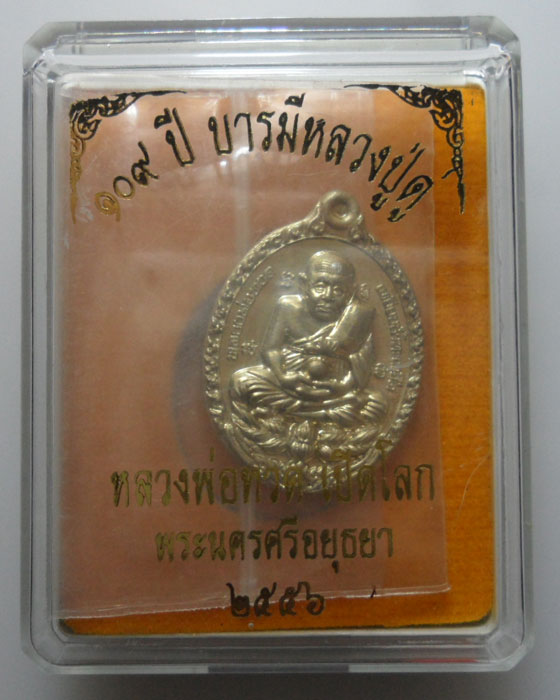 ๑๐๙ ปี บารมีหลวงปู่ดู่
หลวงพ่อทวด เปิดโลก
พระนครศรีอยุธยา
๒๕๕๖